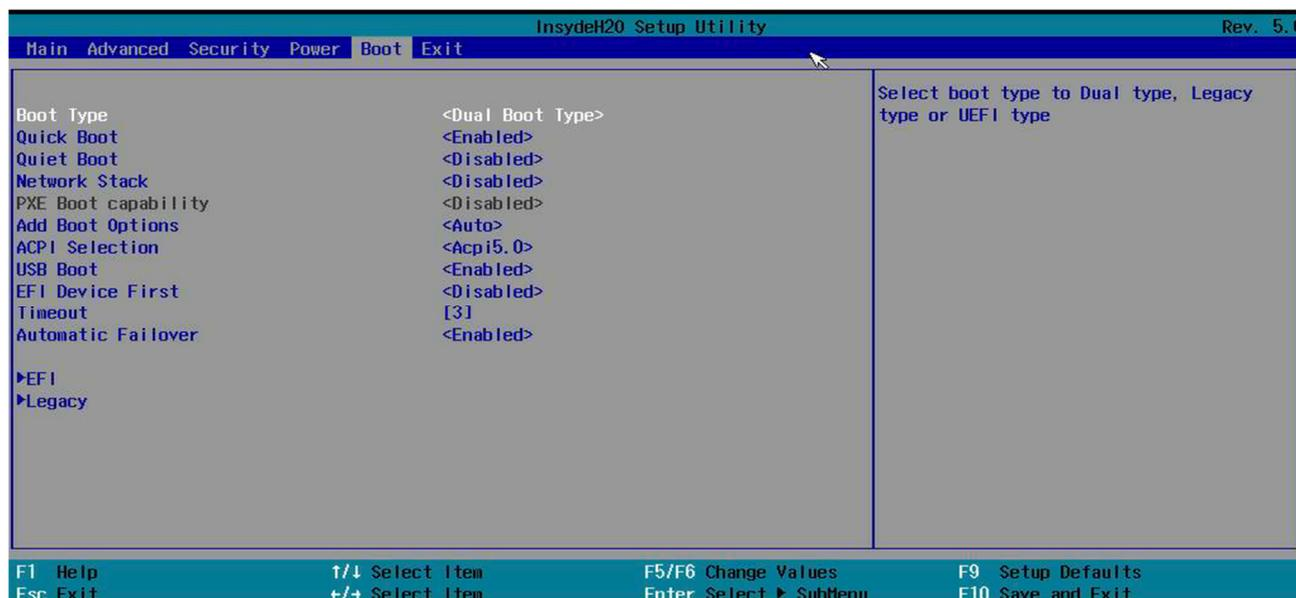 InsydeH20 Setup Utility Rev. 5.
Main Advanced Security Power Boot Exit
Select boot type to Dual type, Legacy
Boot Type <Dual Boot Type> type or UEFI type
Quick Boot <Enabled>
Quiet Boot <Disabled>
Network Stack <Disabled>
PXE Boot capability <Disabled>
Add Boot Options <Auto>
ACPI Selection <Acpi5.0>
USB Boot <Enabled>
EFI Device First <Disabled>
Timeout [3]
Automatic Failover <Enabled>
▶EFI
▶Legacy
F1 Help ↑/↓ Select Item F5/F6 Change Values F9 Setup Defaults
Esc Exit ←/→ Select Item Enter Select ▶ SubMenu F10 Save and Exit